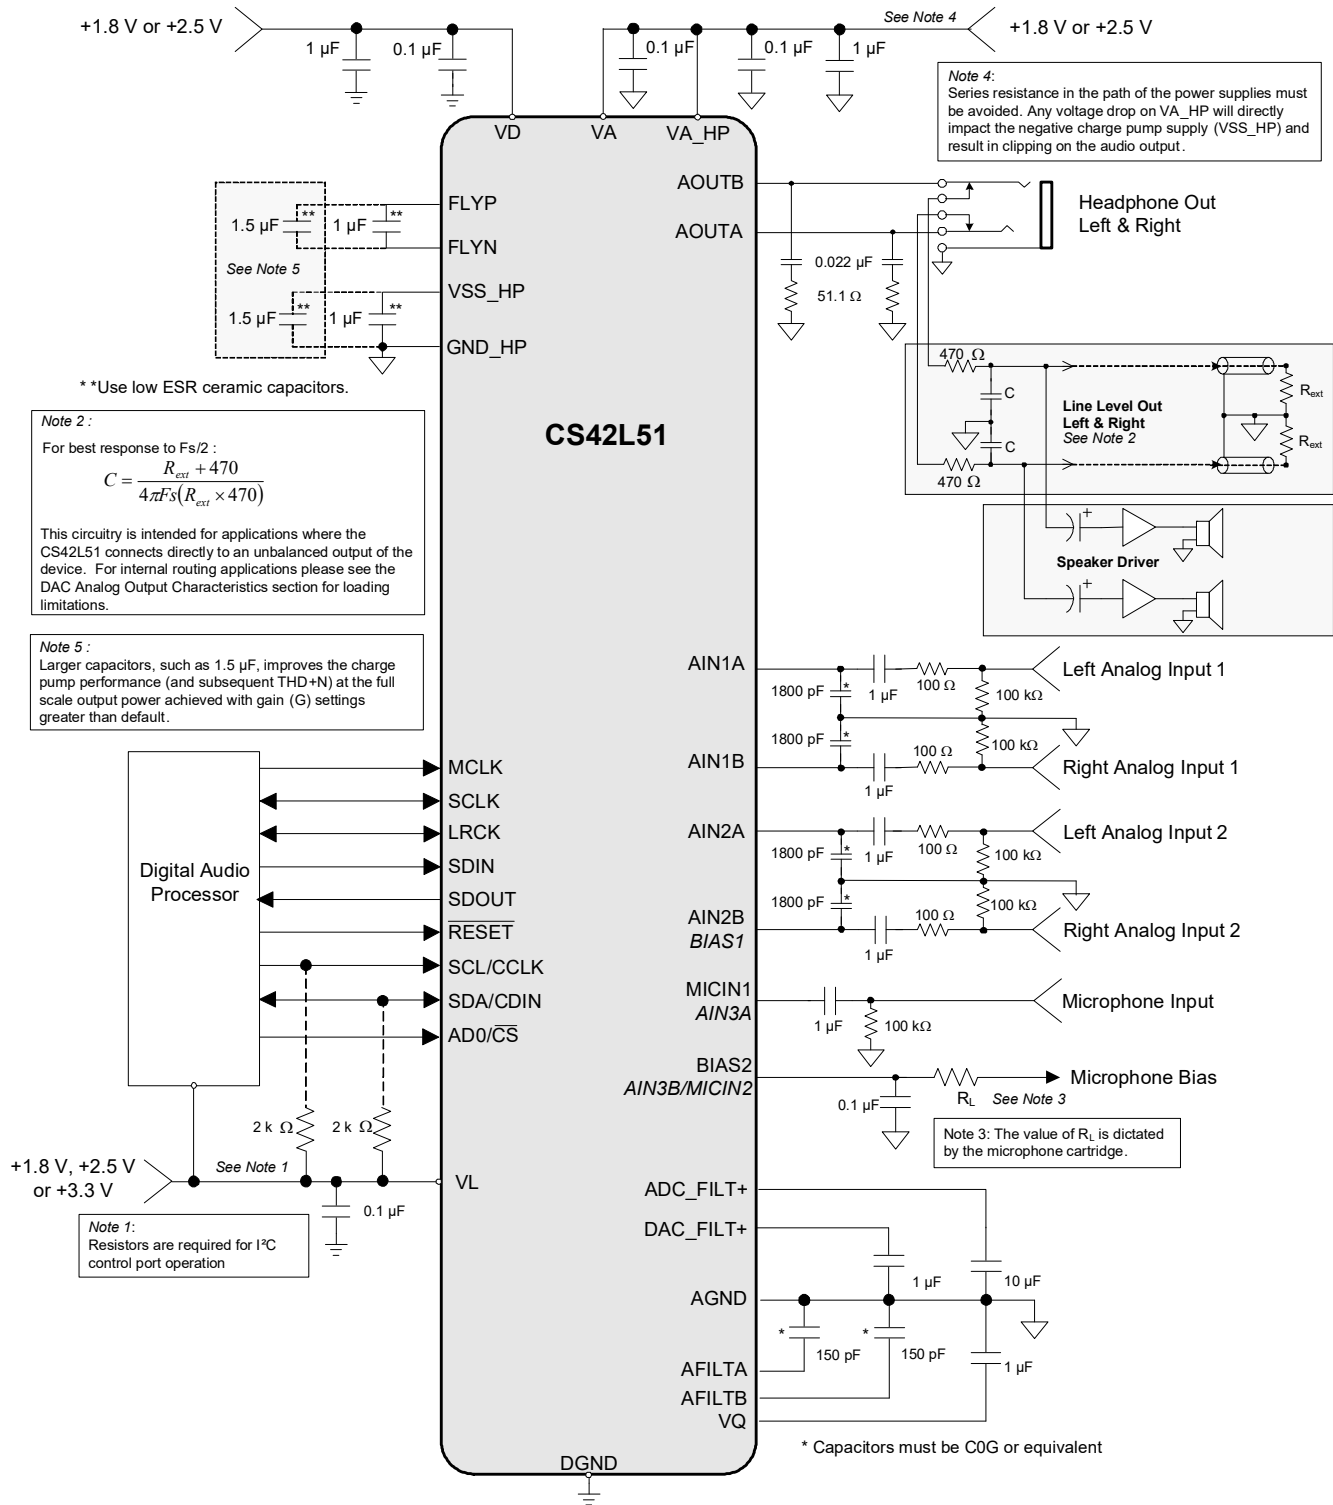 +1.8 V or +2.5 V
1 µF
0.1 µF
0.1 µF
0.1 µF
1 µF
See Note 4
+1.8 V or +2.5 V
Note 4:
Series resistance in the path of the power supplies must
be avoided. Any voltage drop on VA_HP will directly
impact the negative charge pump supply (VSS_HP) and
result in clipping on the audio output.
VD
VA
VA_HP
AOUTB
AOUTA
Headphone Out
Left & Right
0.022 µF
51.1 Ω
FLYP
FLYN
VSS_HP
GND_HP
1.5 µF
**
1 µF
**
See Note 5
1.5 µF
**
1 µF
**
* *Use low ESR ceramic capacitors.
Note 2 :
For best response to Fs/2 :
C = (R_ext + 470) / (4πFs(R_ext × 470))
This circuitry is intended for applications where the
CS42L51 connects directly to an unbalanced output of the
device. For internal routing applications please see the
DAC Analog Output Characteristics section for loading
limitations.
CS42L51
470 Ω
C
C
470 Ω
Line Level Out
Left & Right
See Note 2
Rext
Rext
+
Speaker Driver
+
Note 5 :
Larger capacitors, such as 1.5 µF, improves the charge
pump performance (and subsequent THD+N) at the full
scale output power achieved with gain (G) settings
greater than default.
AIN1A
1800 pF
*
1 µF
100 Ω
100 kΩ
Left Analog Input 1
AIN1B
1800 pF
*
1 µF
100 Ω
100 kΩ
Right Analog Input 1
AIN2A
1800 pF
*
1 µF
100 Ω
100 kΩ
Left Analog Input 2
AIN2B
BIAS1
1800 pF
*
1 µF
100 Ω
100 kΩ
Right Analog Input 2
MICIN1
AIN3A
1 µF
100 kΩ
Microphone Input
BIAS2
AIN3B/MICIN2
0.1 µF
RL
See Note 3
Microphone Bias
Note 3: The value of RL is dictated
by the microphone cartridge.
Digital Audio
Processor
MCLK
SCLK
LRCK
SDIN
SDOUT
RESET
SCL/CCLK
SDA/CDIN
AD0/CS
2 k Ω
2 k Ω
+1.8 V, +2.5 V
or +3.3 V
See Note 1
VL
0.1 µF
Note 1:
Resistors are required for I²C
control port operation
ADC_FILT+
DAC_FILT+
1 µF
10 µF
AGND
*
150 pF
*
150 pF
1 µF
AFILTA
AFILTB
VQ
* Capacitors must be C0G or equivalent
DGND